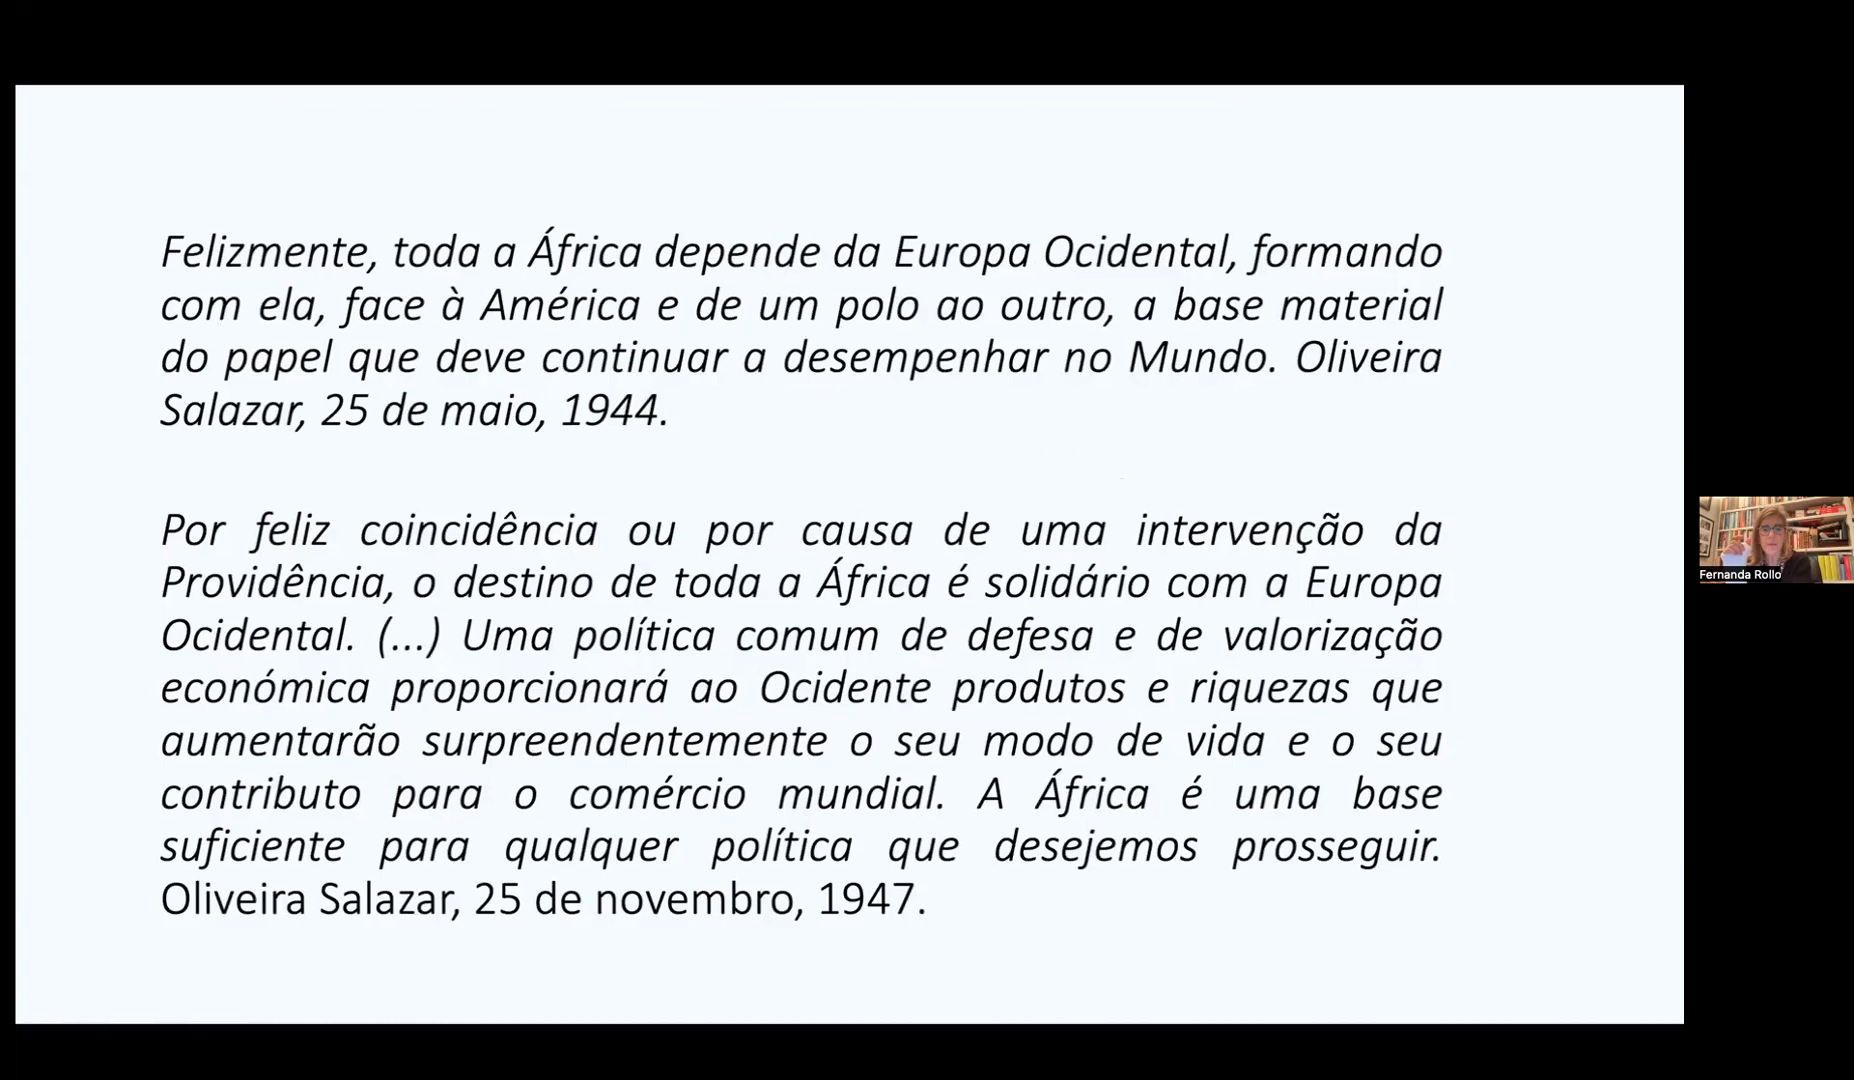 Felizmente, toda a África depende da Europa Ocidental, formando
com ela, face à América e de um polo ao outro, a base material
do papel que deve continuar a desempenhar no Mundo. Oliveira
Salazar, 25 de maio, 1944.
Por feliz coincidência ou por causa de uma intervenção da
Providência, o destino de toda a África é solidário com a Europa
Ocidental. (...) Uma política comum de defesa e de valorização
económica proporcionará ao Ocidente produtos e riquezas que
aumentarão surpreendentemente o seu modo de vida e o seu
contributo para o comércio mundial. A África é uma base
suficiente para qualquer política que desejemos prosseguir.
Oliveira Salazar, 25 de novembro, 1947.
Fernanda Rollo